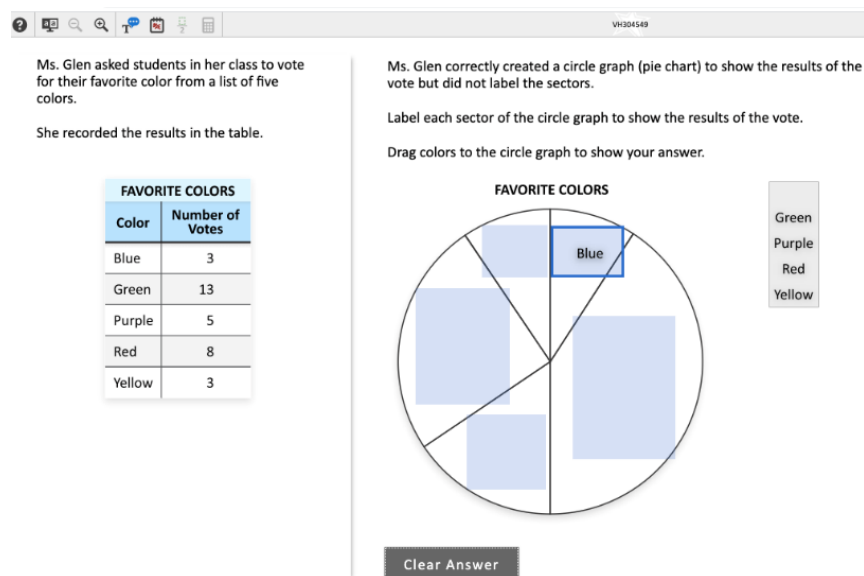 VH304549
Ms. Glen asked students in her class to vote
for their favorite color from a list of five
colors.
She recorded the results in the table.
FAVORITE COLORS
Color Number of Votes
Blue 3
Green 13
Purple 5
Red 8
Yellow 3
Ms. Glen correctly created a circle graph (pie chart) to show the results of the
vote but did not label the sectors.
Label each sector of the circle graph to show the results of the vote.
Drag colors to the circle graph to show your answer.
FAVORITE COLORS
Blue
Green
Purple
Red
Yellow
Clear Answer